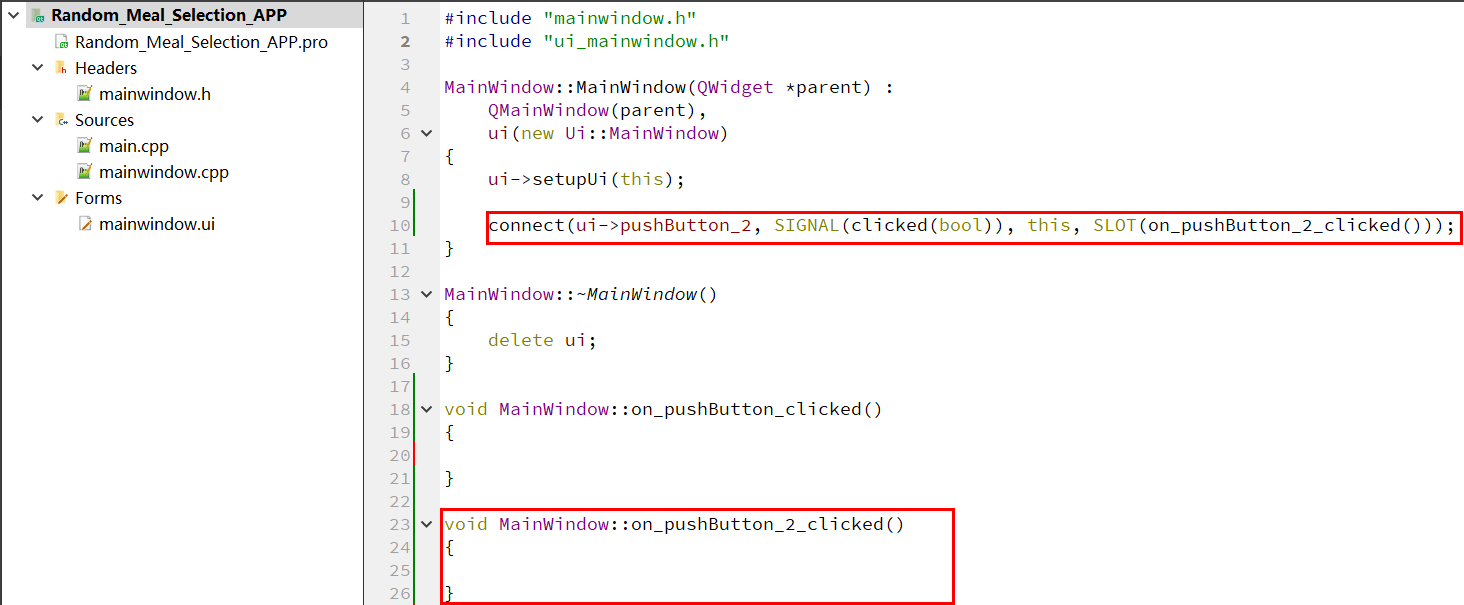 Random_Meal_Selection_APP
Random_Meal_Selection_APP.pro
Headers
mainwindow.h
Sources
main.cpp
mainwindow.cpp
Forms
mainwindow.ui
1 #include "mainwindow.h"
2 #include "ui_mainwindow.h"
3
4 MainWindow::MainWindow(QWidget *parent) :
5     QMainWindow(parent),
6     ui(new Ui::MainWindow)
7 {
8     ui->setupUi(this);
9
10     connect(ui->pushButton_2, SIGNAL(clicked(bool)), this, SLOT(on_pushButton_2_clicked()));
11 }
12
13 MainWindow::~MainWindow()
14 {
15     delete ui;
16 }
17
18 void MainWindow::on_pushButton_clicked()
19 {
20
21 }
22
23 void MainWindow::on_pushButton_2_clicked()
24 {
25
26 }